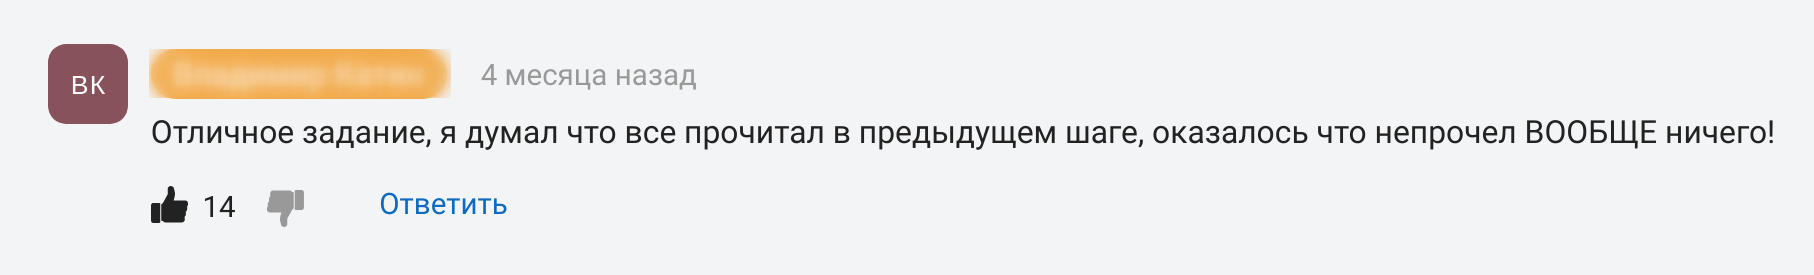 ВК
4 месяца назад
Отличное задание, я думал что все прочитал в предыдущем шаге, оказалось что непрочел ВООБЩЕ ничего!
14 Ответить